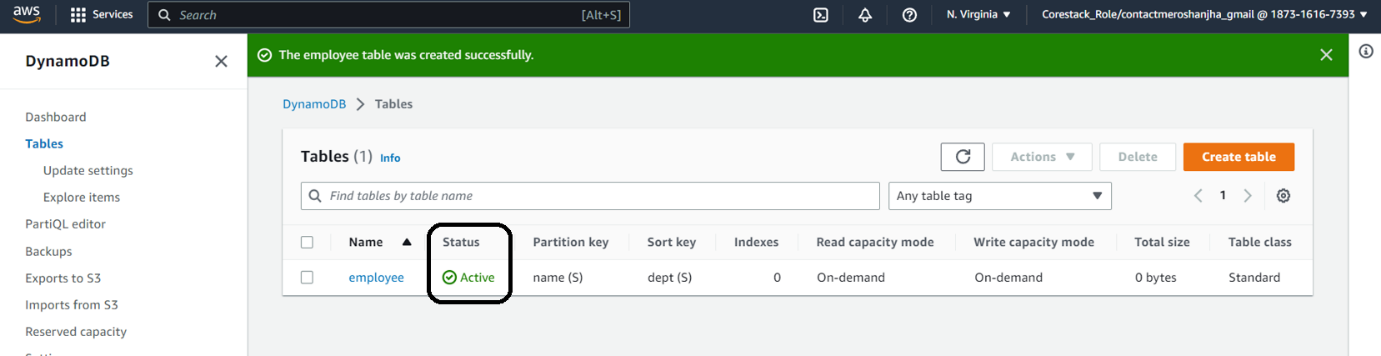 aws Services Search [Alt+S] N. Virginia Corestack_Role/contactmeroshanjha_gmail @ 1873-1616-7393
DynamoDB
The employee table was created successfully.
DynamoDB Tables
Dashboard
Tables
Update settings
Explore items
PartiQL editor
Backups
Exports to S3
Imports from S3
Reserved capacity
Tables (1) Info Actions Delete Create table
Find tables by table name Any table tag 1
Name Status Partition key Sort key Indexes Read capacity mode Write capacity mode Total size Table class
employee Active name (S) dept (S) 0 On-demand On-demand 0 bytes Standard